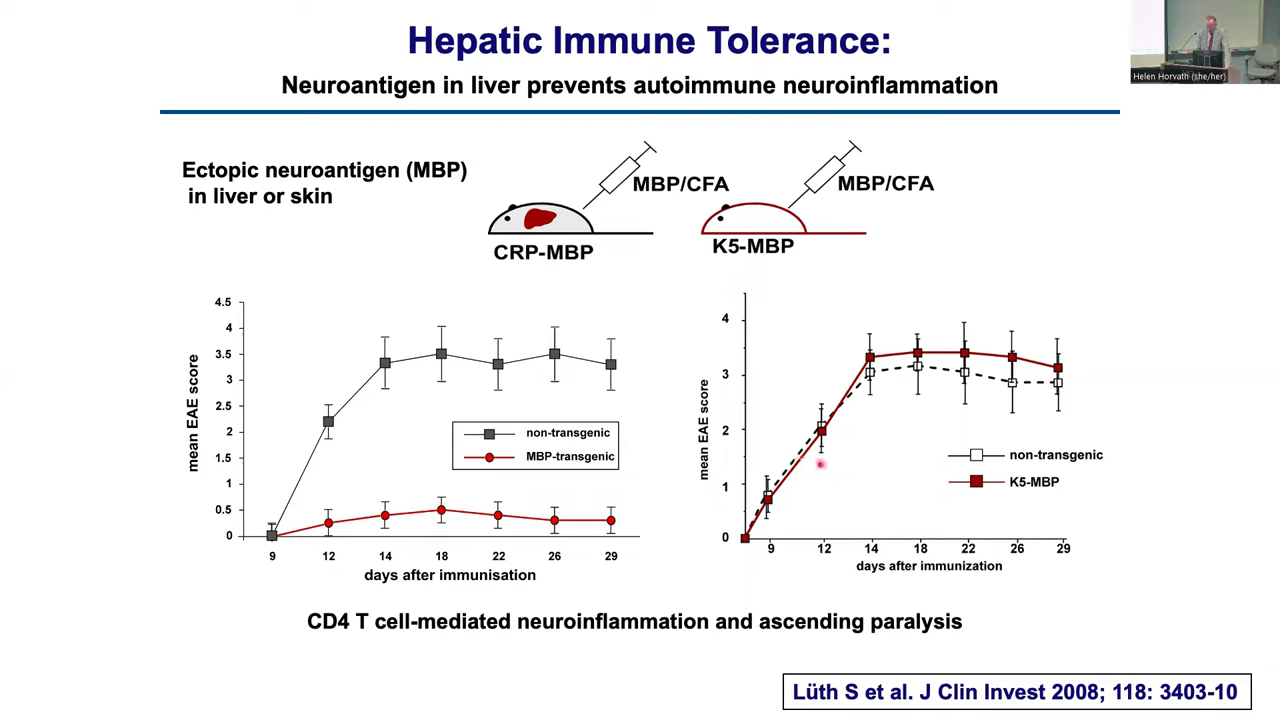 Hepatic Immune Tolerance:
Neuroantigen in liver prevents autoimmune neuroinflammation
Helen Horvath (she/her)
Ectopic neuroantigen (MBP)
in liver or skin
MBP/CFA
MBP/CFA
CRP-MBP
K5-MBP
mean EAE score
4.5
4
3.5
3
2.5
2
1.5
1
0.5
0
non-transgenic
MBP-transgenic
9 12 14 18 22 26 29
days after immunisation
mean EAE score
4
3
2
1
0
non-transgenic
K5-MBP
9 12 14 18 22 26 29
days after immunization
CD4 T cell-mediated neuroinflammation and ascending paralysis
Lüth S et al. J Clin Invest 2008; 118: 3403-10